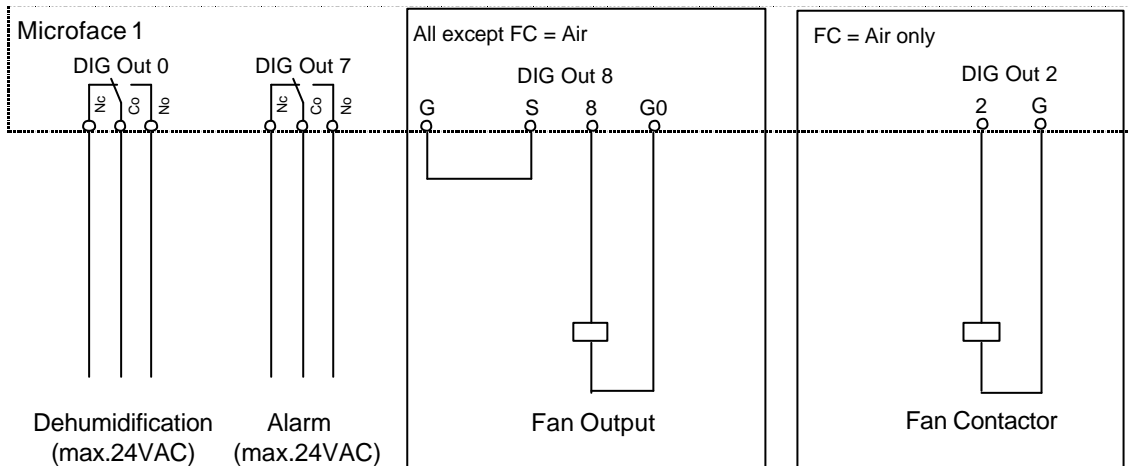 Microface 1
DIG Out 0
Nc Co No
DIG Out 7
Nc Co No
All except FC = Air
DIG Out 8
G S 8 G0
FC = Air only
DIG Out 2
2 G
Dehumidification
(max.24VAC)
Alarm
(max.24VAC)
Fan Output
Fan Contactor